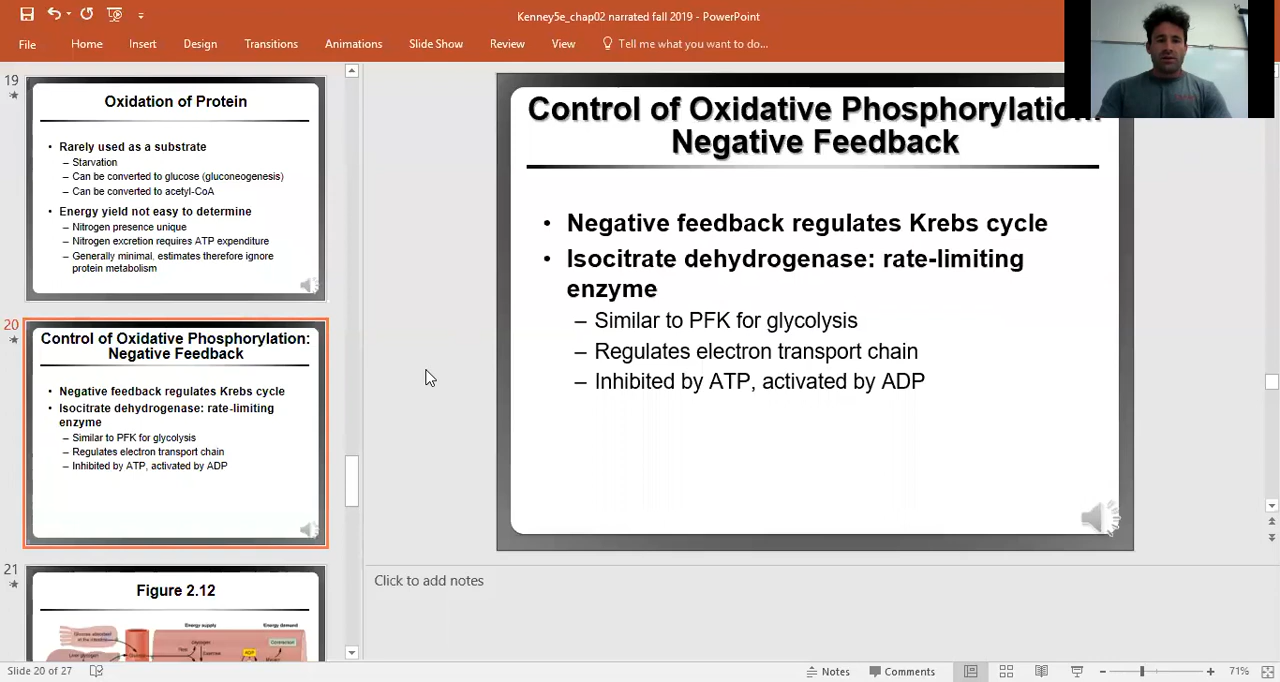 Kenney5e_chap02 narrated fall 2019 - PowerPoint
File Home Insert Design Transitions Animations Slide Show Review View Tell me what you want to do...
19
Oxidation of Protein
• Rarely used as a substrate
– Starvation
– Can be converted to glucose (gluconeogenesis)
– Can be converted to acetyl-CoA
• Energy yield not easy to determine
– Nitrogen presence unique
– Nitrogen excretion requires ATP expenditure
– Generally minimal, estimates therefore ignore
protein metabolism
20
Control of Oxidative Phosphorylation:
Negative Feedback
• Negative feedback regulates Krebs cycle
• Isocitrate dehydrogenase: rate-limiting
enzyme
– Similar to PFK for glycolysis
– Regulates electron transport chain
– Inhibited by ATP, activated by ADP
21
Figure 2.12
Energy supply Energy demand
Control of Oxidative Phosphorylation:
Negative Feedback
• Negative feedback regulates Krebs cycle
• Isocitrate dehydrogenase: rate-limiting
enzyme
– Similar to PFK for glycolysis
– Regulates electron transport chain
– Inhibited by ATP, activated by ADP
Click to add notes
Slide 20 of 27 Notes Comments 71%